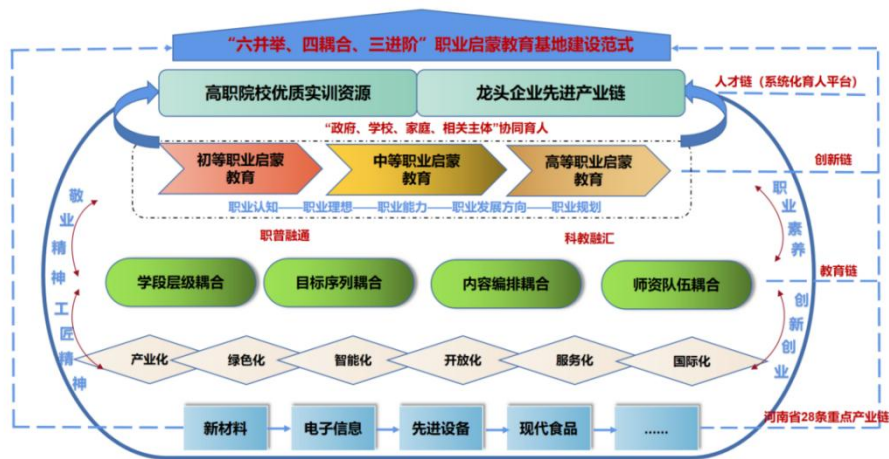 “六并举、四耦合、三进阶”职业启蒙教育基地建设范式
高职院校优质实训资源
龙头企业先进产业链
人才链（系统化育人平台）
“政府、学校、家庭、相关主体”协同育人
初等职业启蒙
教育
中等职业启蒙
教育
高等职业启蒙
教育
创新链
职业认知——职业理想——职业能力——职业发展方向——职业规划
敬业精神
职业素养
职普融通
科教融汇
学段层级耦合
目标序列耦合
内容编排耦合
师资队伍耦合
教育链
工匠精神
创新创业
产业化
绿色化
智能化
开放化
服务化
国际化
新材料
电子信息
先进设备
现代食品
......
河南省28条重点产业链